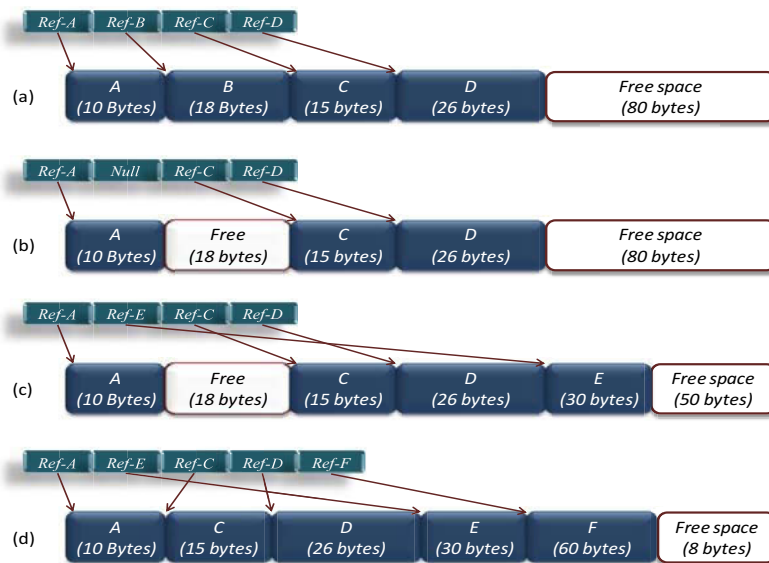 Ref-A Ref-B Ref-C Ref-D
(a)
A B C D Free space
(10 Bytes) (18 Bytes) (15 bytes) (26 bytes) (80 bytes)
Ref-A Null Ref-C Ref-D
(b)
A Free C D Free space
(10 Bytes) (18 bytes) (15 bytes) (26 bytes) (80 bytes)
Ref-A Ref-E Ref-C Ref-D
(c)
A Free C D E Free space
(10 Bytes) (18 bytes) (15 bytes) (26 bytes) (30 bytes) (50 bytes)
Ref-A Ref-E Ref-C Ref-D Ref-F
(d)
A C D E F Free space
(10 Bytes) (15 bytes) (26 bytes) (30 bytes) (60 bytes) (8 bytes)